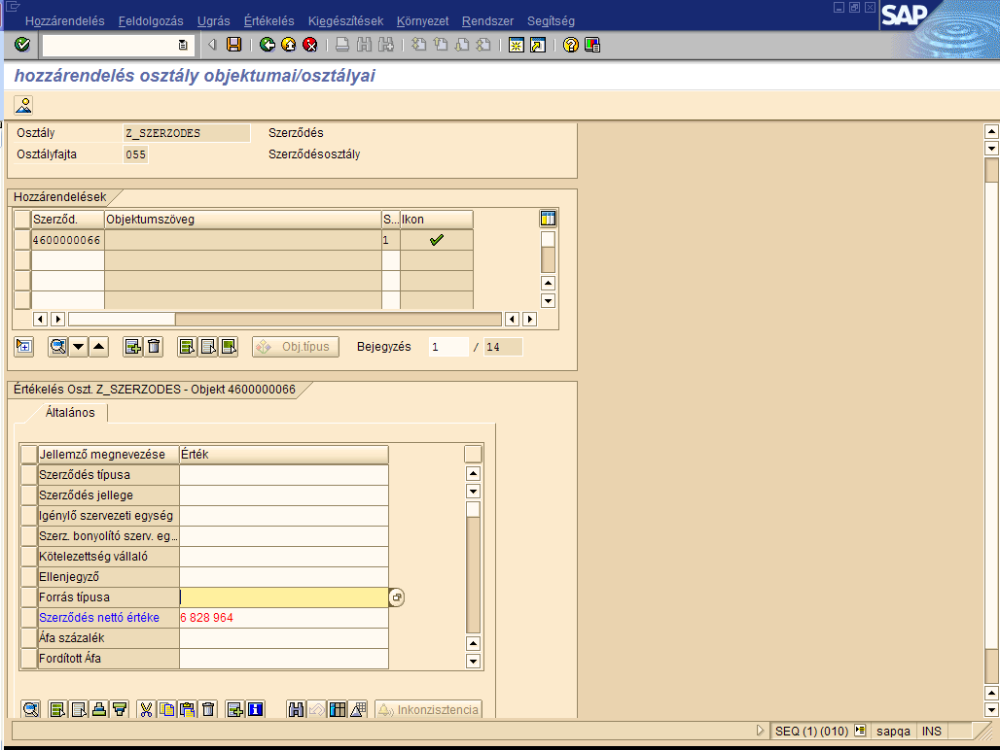 Hozzárendelés Feldolgozás Ugrás Értékelés Kiegészítések Környezet Rendszer Segítség
SAP
hozzárendelés osztály objektumai/osztályai
Osztály Z_SZERZODES Szerződés
Osztályfajta 055 Szerződésosztály
Hozzárendelések
Szerződ. Objektumszöveg S... Ikon
4600000066 1
Obj.típus Bejegyzés 1 / 14
Értékelés Oszt. Z_SZERZODES - Objekt 4600000066
Általános
Jellemző megnevezése Érték
Szerződés típusa
Szerződés jellege
Igénylő szervezeti egység
Szerz. bonyolító szerv. eg...
Kötelezettség vállaló
Ellenjegyző
Forrás típusa
Szerződés nettó értéke 6 828 964
Áfa százalék
Fordított Áfa
Inkonzisztencia
SEQ (1) (010) sapqa INS